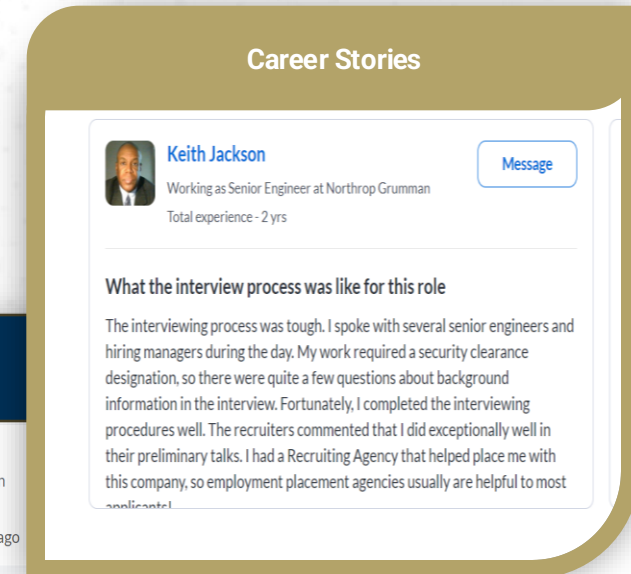 Career Stories
Keith Jackson
Message
Working as Senior Engineer at Northrop Grumman
Total experience - 2 yrs
What the interview process was like for this role
The interviewing process was tough. I spoke with several senior engineers and
hiring managers during the day. My work required a security clearance
designation, so there were quite a few questions about background
information in the interview. Fortunately, I completed the interviewing
procedures well. The recruiters commented that I did exceptionally well in
their preliminary talks. I had a Recruiting Agency that helped place me with
this company, so employment placement agencies usually are helpful to most
applicants!
ago